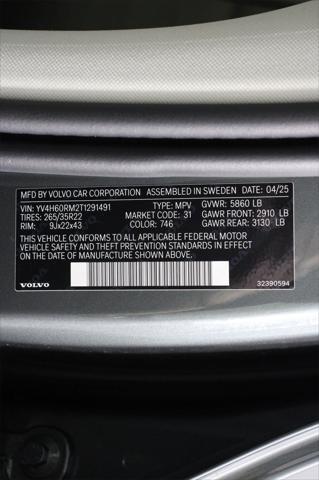 MFD BY VOLVO CAR CORPORATION ASSEMBLED IN SWEDEN 04/25
VIN: YV4H60RM2T1291491 TYPE: MPV GVWR: 5860 LB
TIRES: 265/35R22 MARKET CODE: 31 GAWR FRONT: 2910 LB
RIM: 9Jx22x43 COLOR: 746 GAWR REAR: 3130 LB
THIS VEHICLE CONFORMS TO ALL APPLICABLE FEDERAL MOTOR
VEHICLE SAFETY AND THEFT PREVENTION STANDARDS IN EFFECT
ON THE DATE OF MANUFACTURE SHOWN ABOVE.
VOLVO 32390594